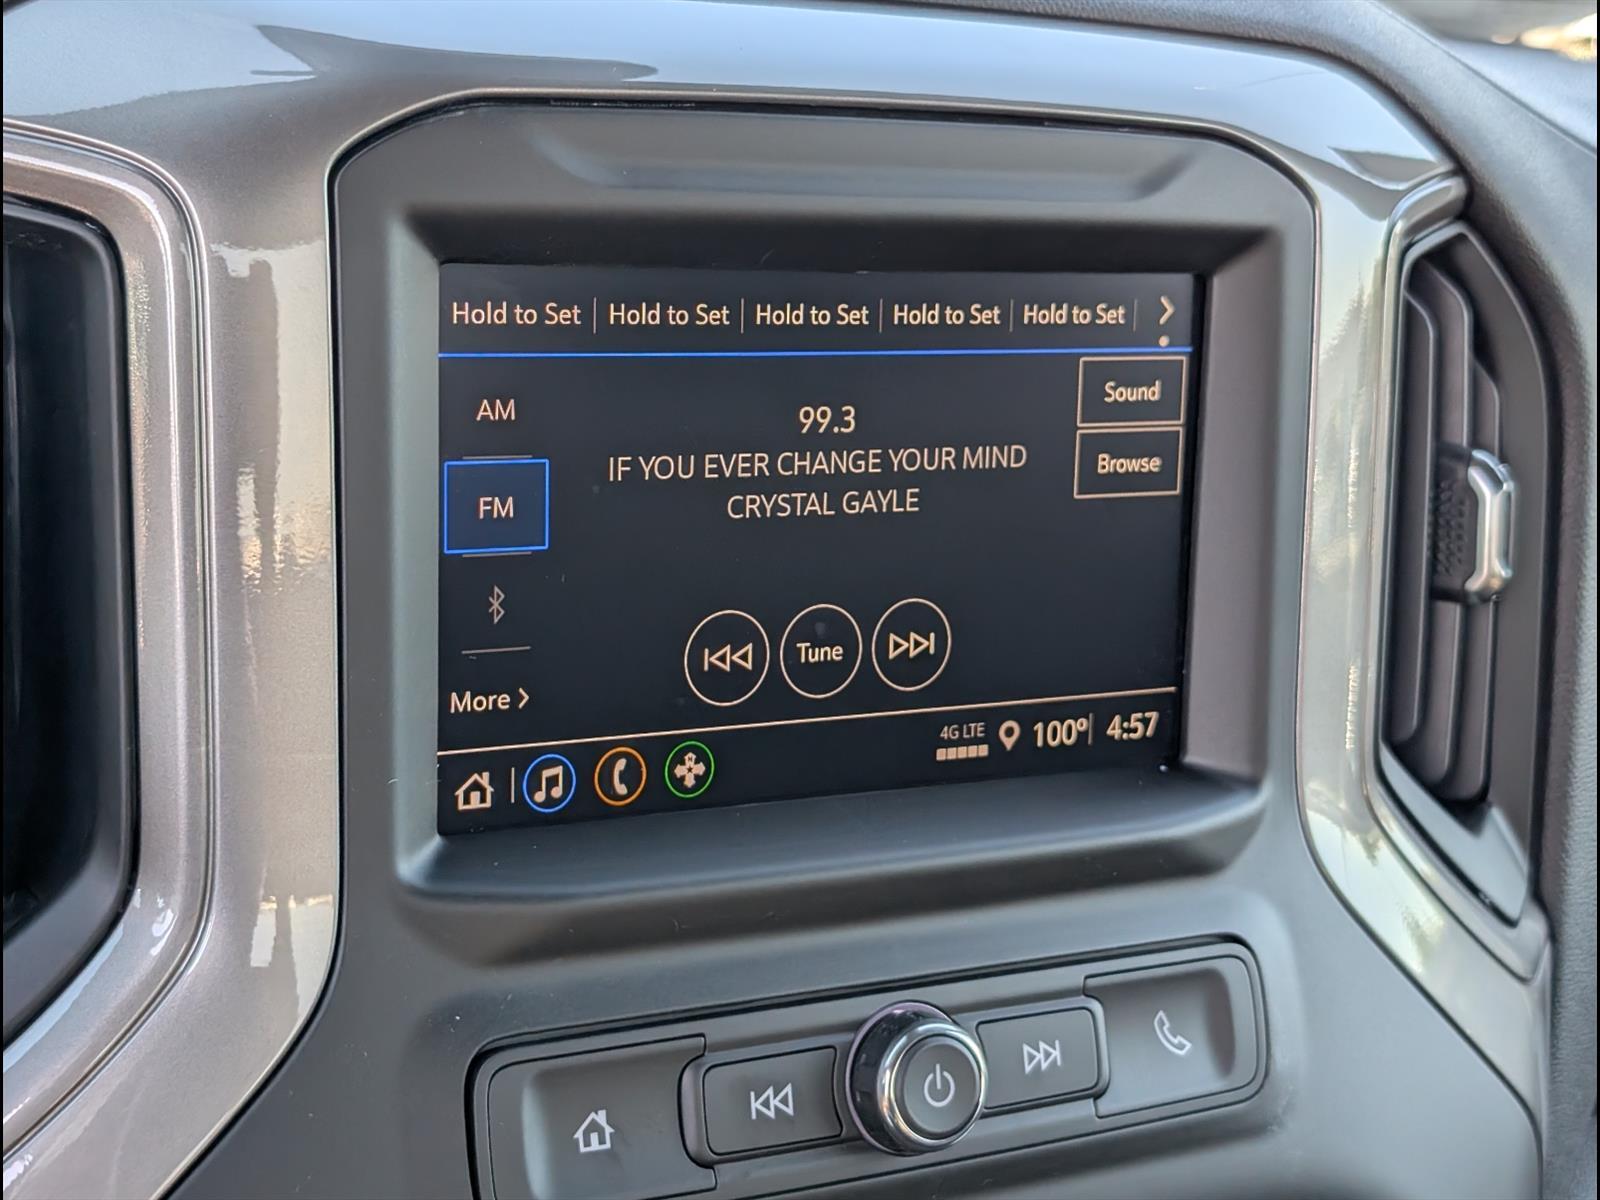 Hold to Set Hold to Set Hold to Set Hold to Set Hold to Set
AM
Sound
99.3
IF YOU EVER CHANGE YOUR MIND
Browse
FM
CRYSTAL GAYLE
Tune
More
4G LTE 100° 4:57